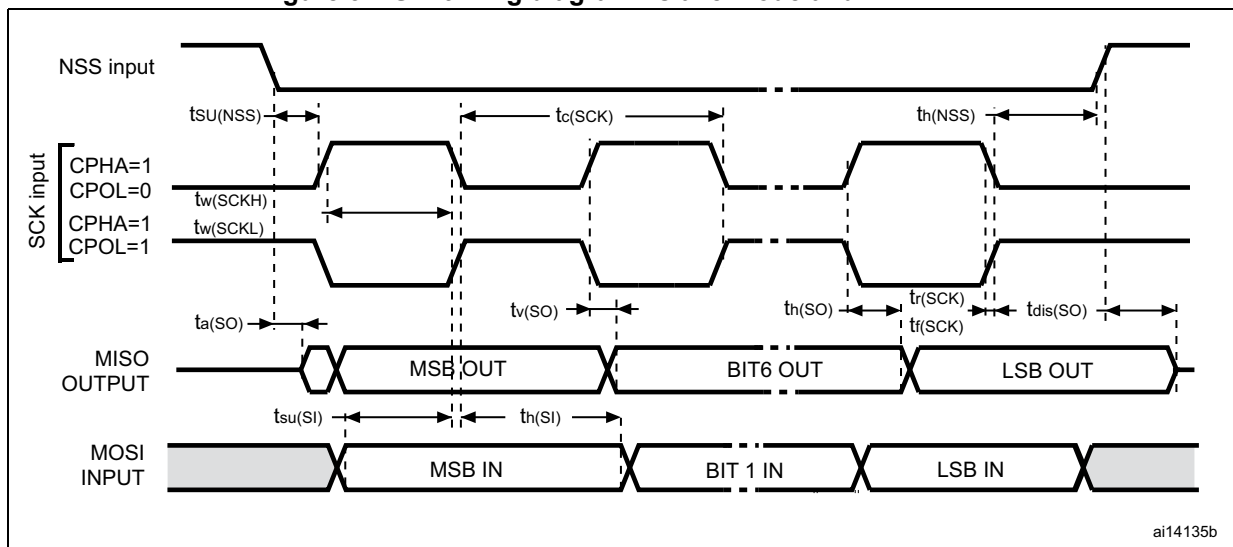 NSS input
tSU(NSS)
tc(SCK)
th(NSS)
SCK input
CPHA=1
CPOL=0
tw(SCKH)
CPHA=1
tw(SCKL)
CPOL=1
ta(SO)
tv(SO)
th(SO)
tr(SCK)
tf(SCK)
tdis(SO)
MISO
OUTPUT
MSB OUT
BIT6 OUT
LSB OUT
tsu(SI)
th(SI)
MOSI
INPUT
MSB IN
BIT 1 IN
LSB IN
ai14135b